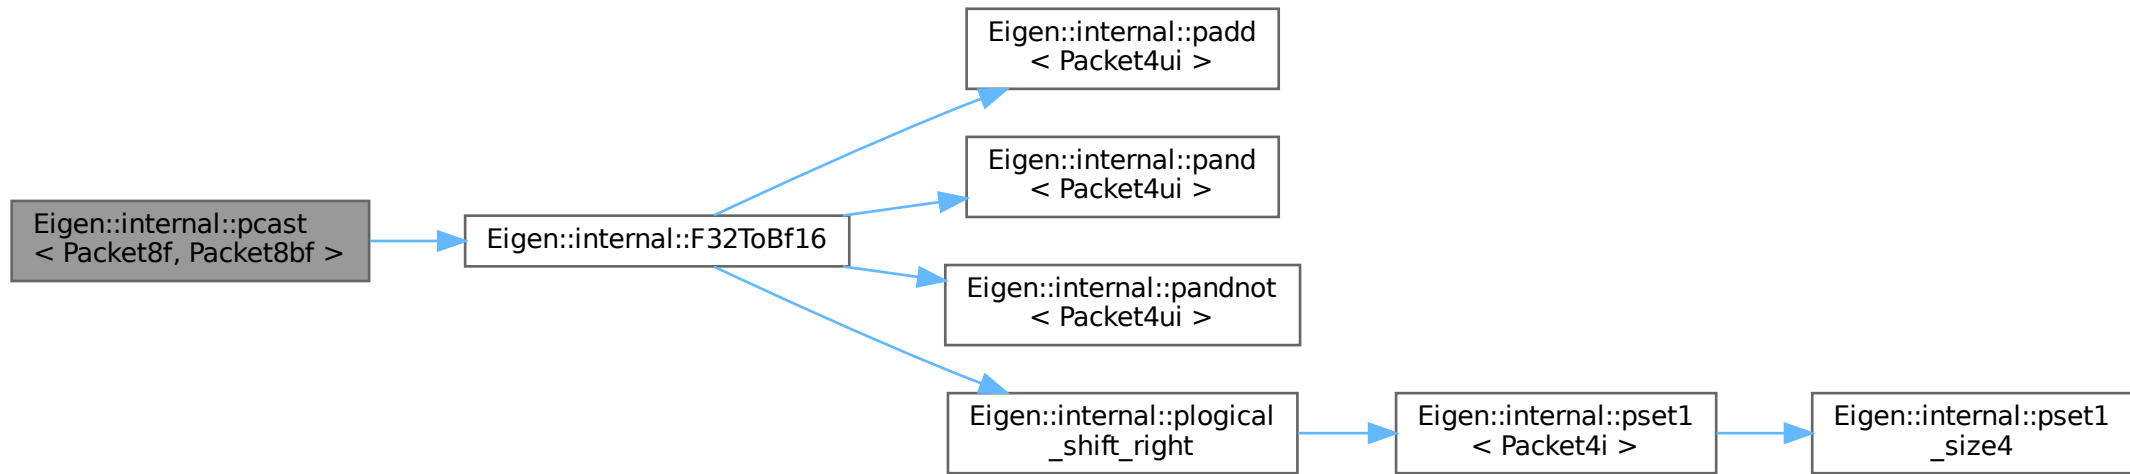 Eigen::internal::pcast
< Packet8f, Packet8bf >
Eigen::internal::F32ToBf16
Eigen::internal::padd
< Packet4ui >
Eigen::internal::pand
< Packet4ui >
Eigen::internal::pandnot
< Packet4ui >
Eigen::internal::plogical
_shift_right
Eigen::internal::pset1
< Packet4i >
Eigen::internal::pset1
_size4